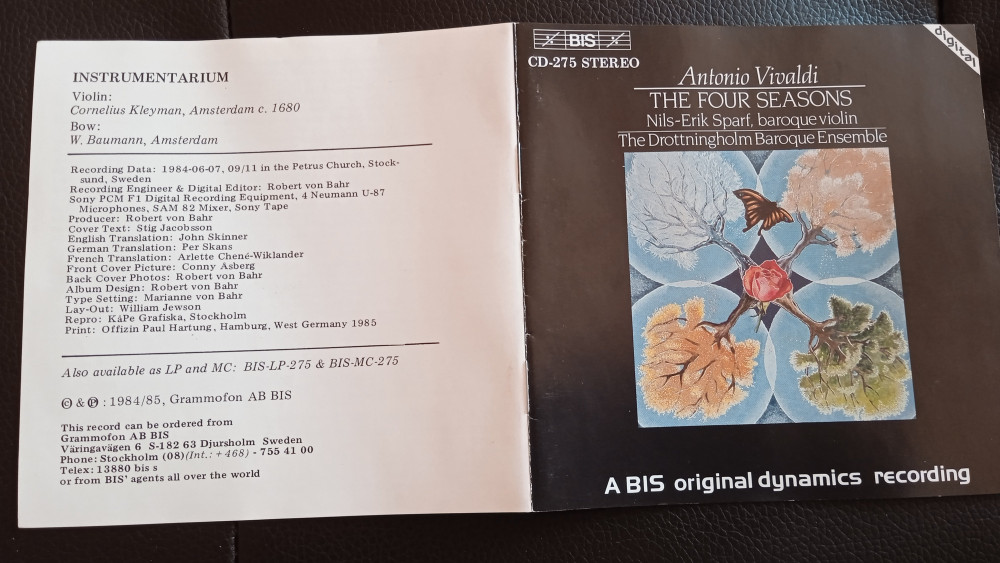 INSTRUMENTARIUM
Violin:
Cornelius Kleyman, Amsterdam c. 1680
Bow:
W. Baumann, Amsterdam
Recording Data: 1984-06-07, 09/11 in the Petrus Church, Stock-
sund, Sweden
Recording Engineer & Digital Editor: Robert von Bahr
Sony PCM F1 Digital Recording Equipment, 4 Neumann U-87
Microphones, SAM 82 Mixer, Sony Tape
Producer: Robert von Bahr
Cover Text: Stig Jacobsson
English Translation: John Skinner
German Translation: Per Skans
French Translation: Arlette Chené-Wiklander
Front Cover Picture: Conny Åsberg
Back Cover Photos: Robert von Bahr
Album Design: Robert von Bahr
Type Setting: Marianne von Bahr
Lay-Out: William Jewson
Repro: KåPe Grafiska, Stockholm
Print: Offizin Paul Hartung, Hamburg, West Germany 1985
Also available as LP and MC: BIS-LP-275 & BIS-MC-275
© & ℗ : 1984/85, Grammofon AB BIS
This record can be ordered from
Grammofon AB BIS
Väringavägen 6 S-182 63 Djursholm Sweden
Phone: Stockholm (08)(Int.: + 468) - 755 41 00
Telex: 13880 bis s
or from BIS' agents all over the world
BIS
CD-275 STEREO
digital
Antonio Vivaldi
THE FOUR SEASONS
Nils-Erik Sparf, baroque violin
The Drottningholm Baroque Ensemble
A BIS original dynamics recording